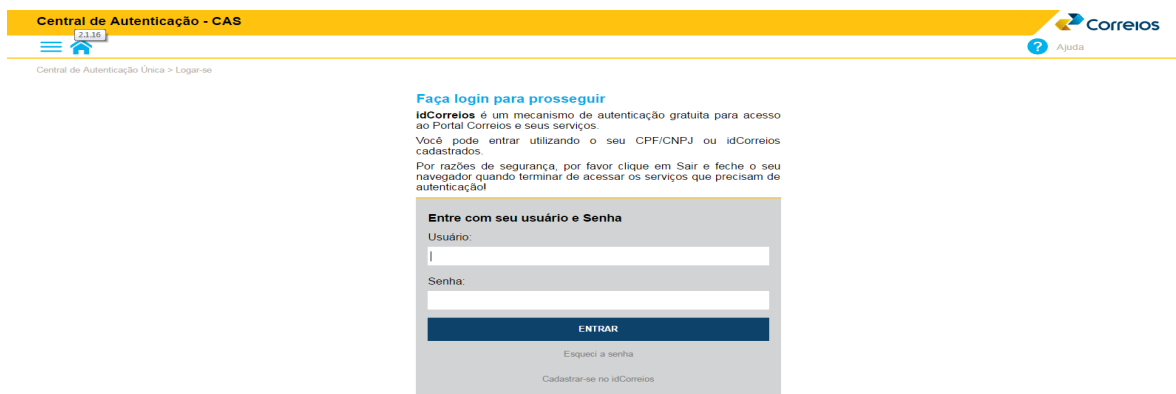 Central de Autenticação - CAS
Correios
2.1.16
? Ajuda
Central de Autenticação Única > Logar-se
Faça login para prosseguir
idCorreios é um mecanismo de autenticação gratuita para acesso
ao Portal Correios e seus serviços.
Você pode entrar utilizando o seu CPF/CNPJ ou idCorreios
cadastrados.
Por razões de segurança, por favor clique em Sair e feche o seu
navegador quando terminar de acessar os serviços que precisam de
autenticação!
Entre com seu usuário e Senha
Usuário:
Senha:
ENTRAR
Esqueci a senha
Cadastrar-se no idCorreios